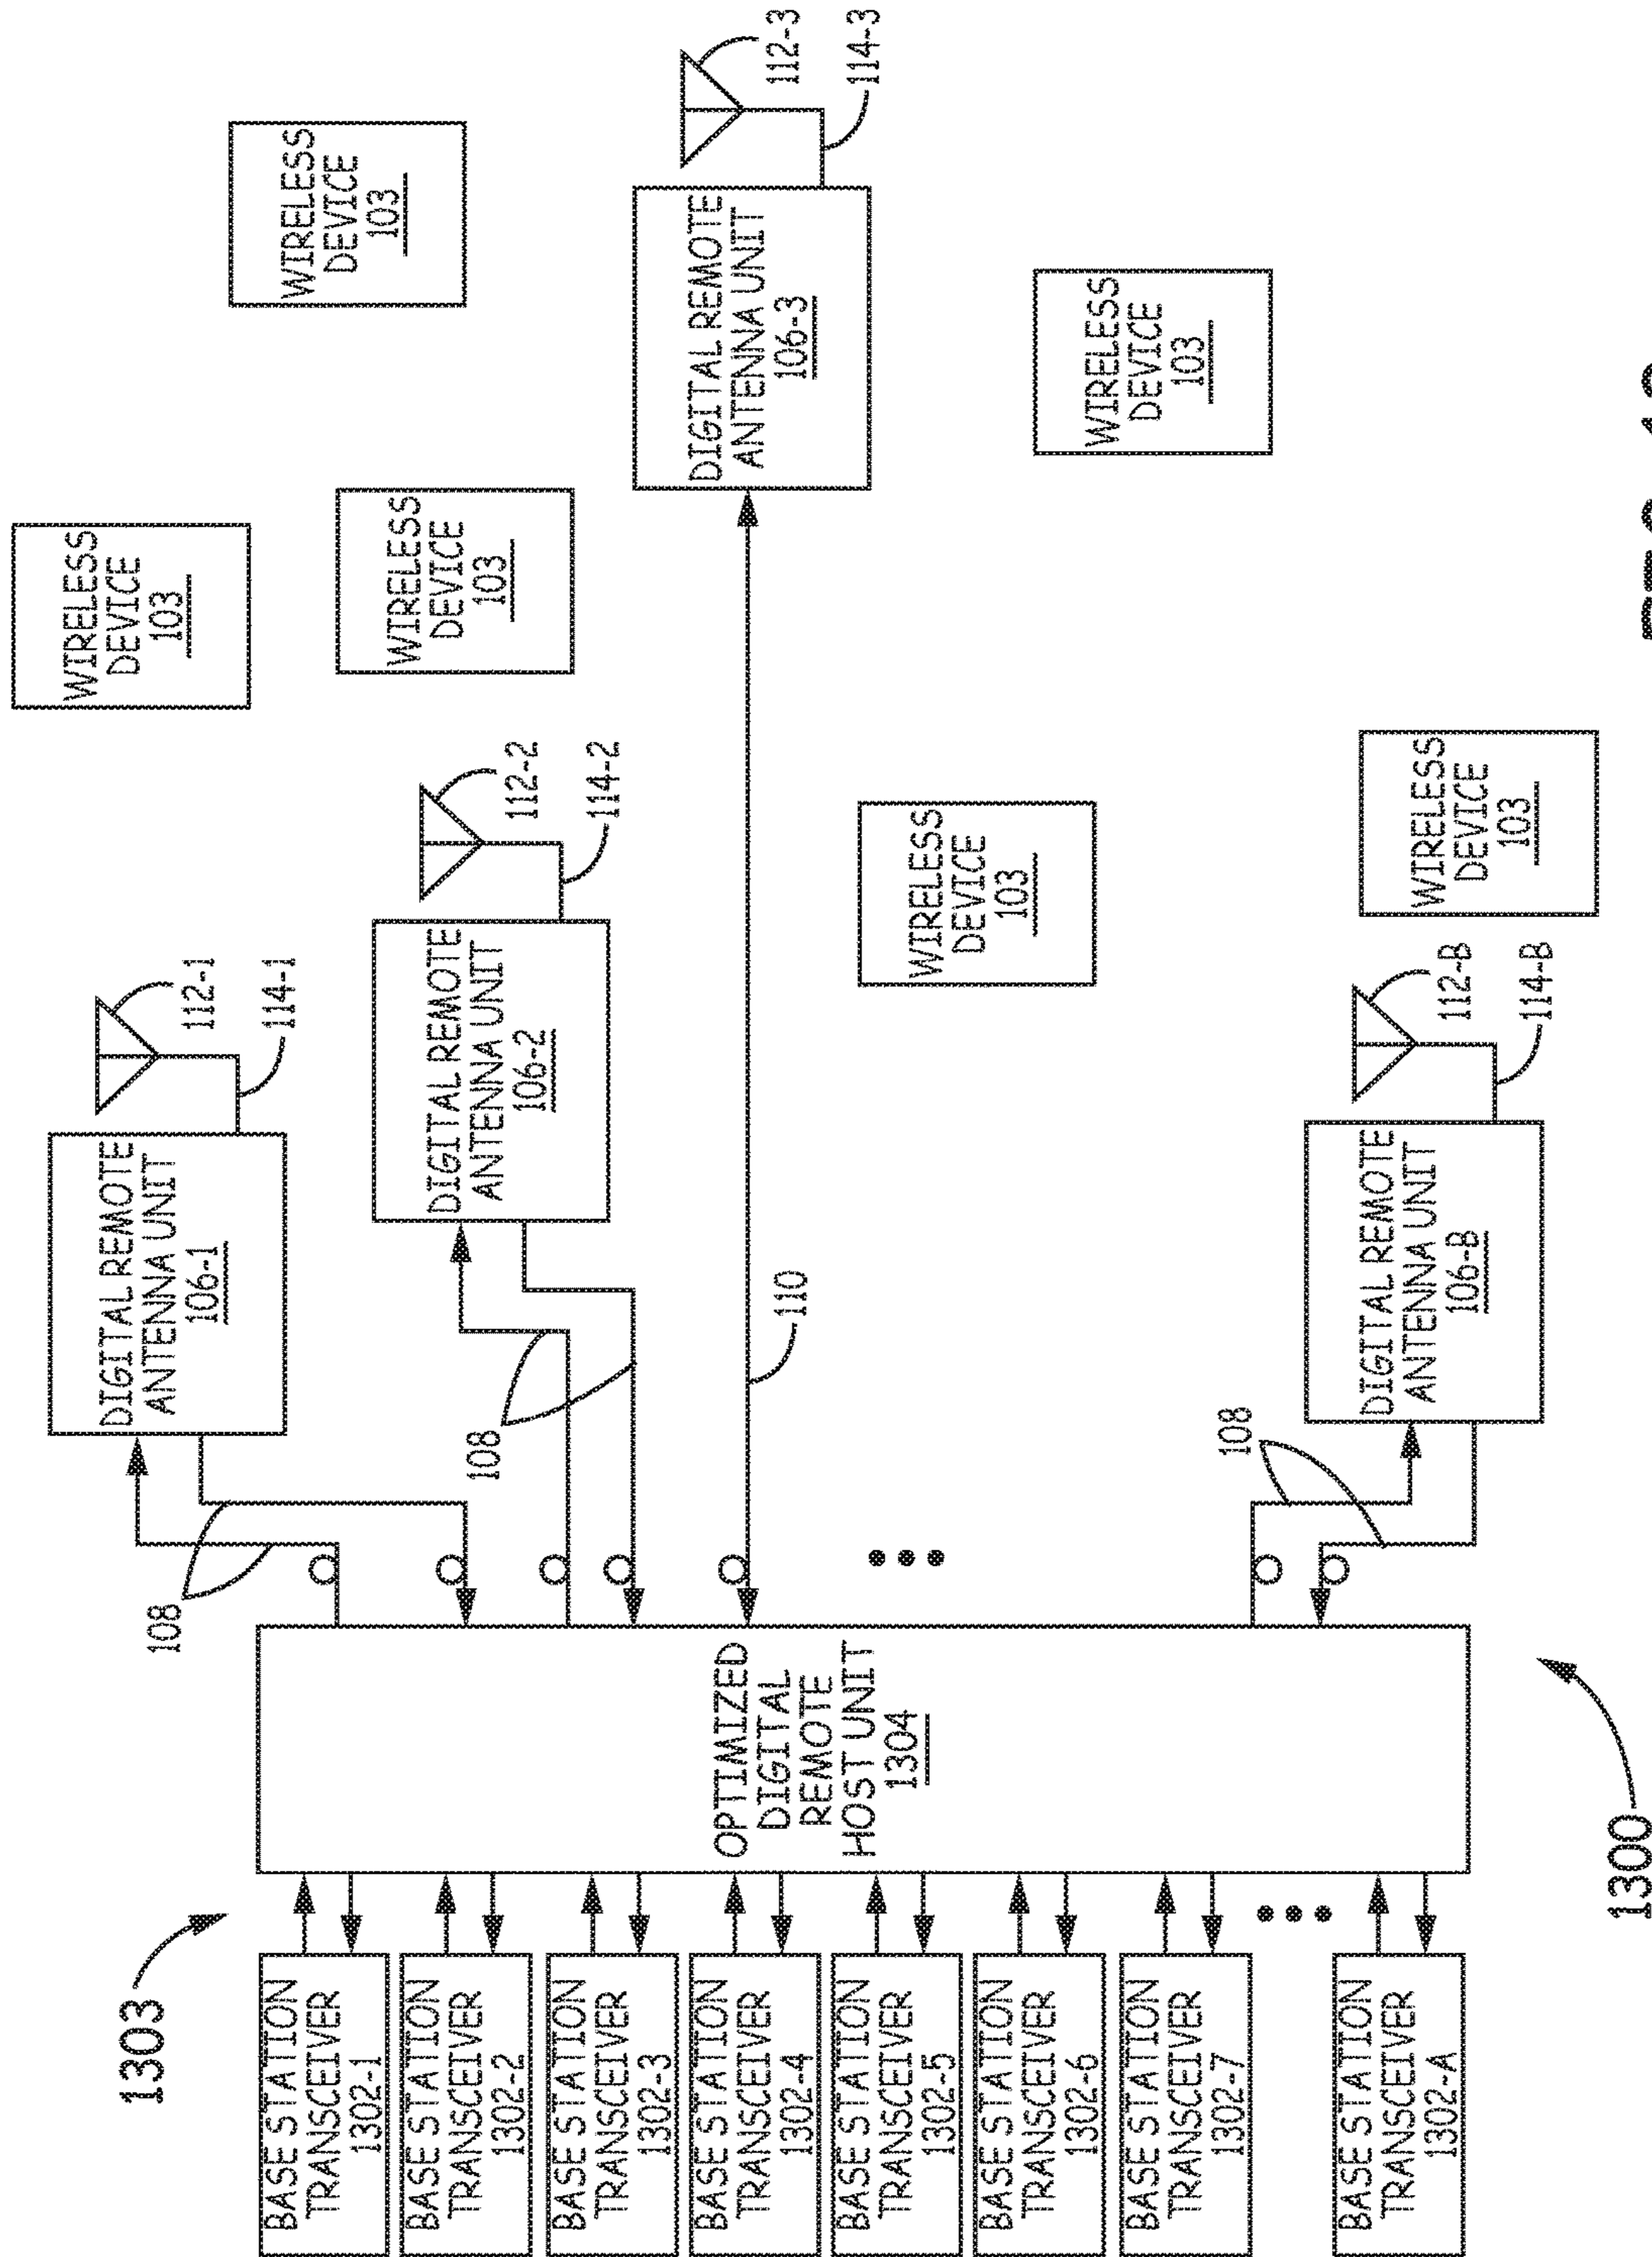 1303
BASE STATION
TRANSCEIVER
1302-1
BASE STATION
TRANSCEIVER
1302-2
BASE STATION
TRANSCEIVER
1302-3
BASE STATION
TRANSCEIVER
1302-4
BASE STATION
TRANSCEIVER
1302-5
BASE STATION
TRANSCEIVER
1302-6
BASE STATION
TRANSCEIVER
1302-7
BASE STATION
TRANSCEIVER
1302-A
OPTIMIZED
DIGITAL
REMOTE
HOST UNIT
1304
1300
108
108
110
108
DIGITAL REMOTE
ANTENNA UNIT
106-1
112-1
114-1
DIGITAL REMOTE
ANTENNA UNIT
106-2
112-2
114-2
DIGITAL REMOTE
ANTENNA UNIT
106-3
112-3
114-3
DIGITAL REMOTE
ANTENNA UNIT
106-B
112-B
114-B
WIRELESS
DEVICE
103
WIRELESS
DEVICE
103
WIRELESS
DEVICE
103
WIRELESS
DEVICE
103
WIRELESS
DEVICE
103
WIRELESS
DEVICE
103